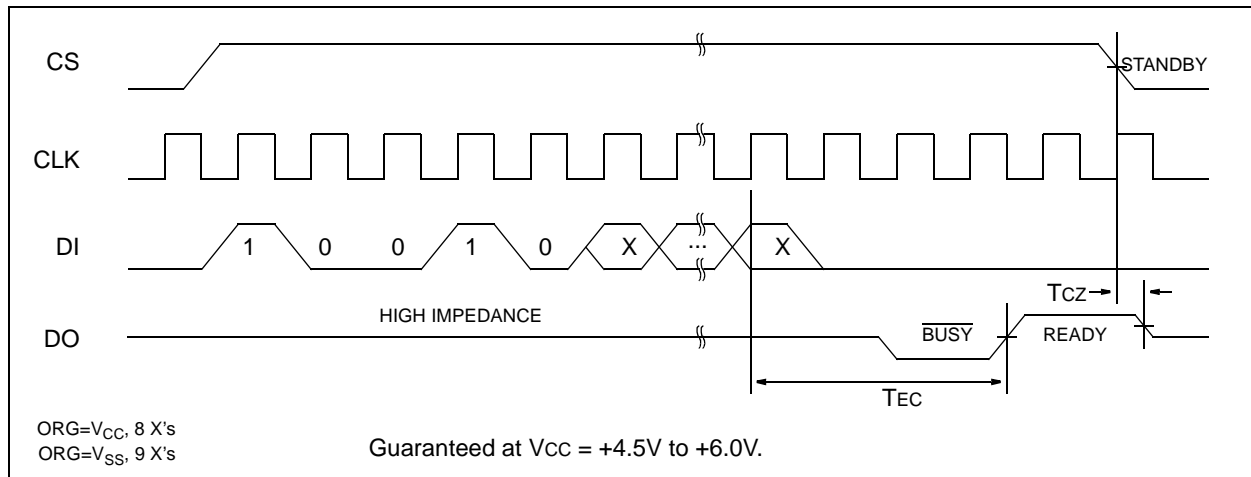 CS
STANDBY
CLK
DI
1 0 0 1 0 X ... X
TCZ
HIGH IMPEDANCE
DO
BUSY
READY
TEC
ORG=VCC, 8 X's
ORG=VSS, 9 X's
Guaranteed at VCC = +4.5V to +6.0V.